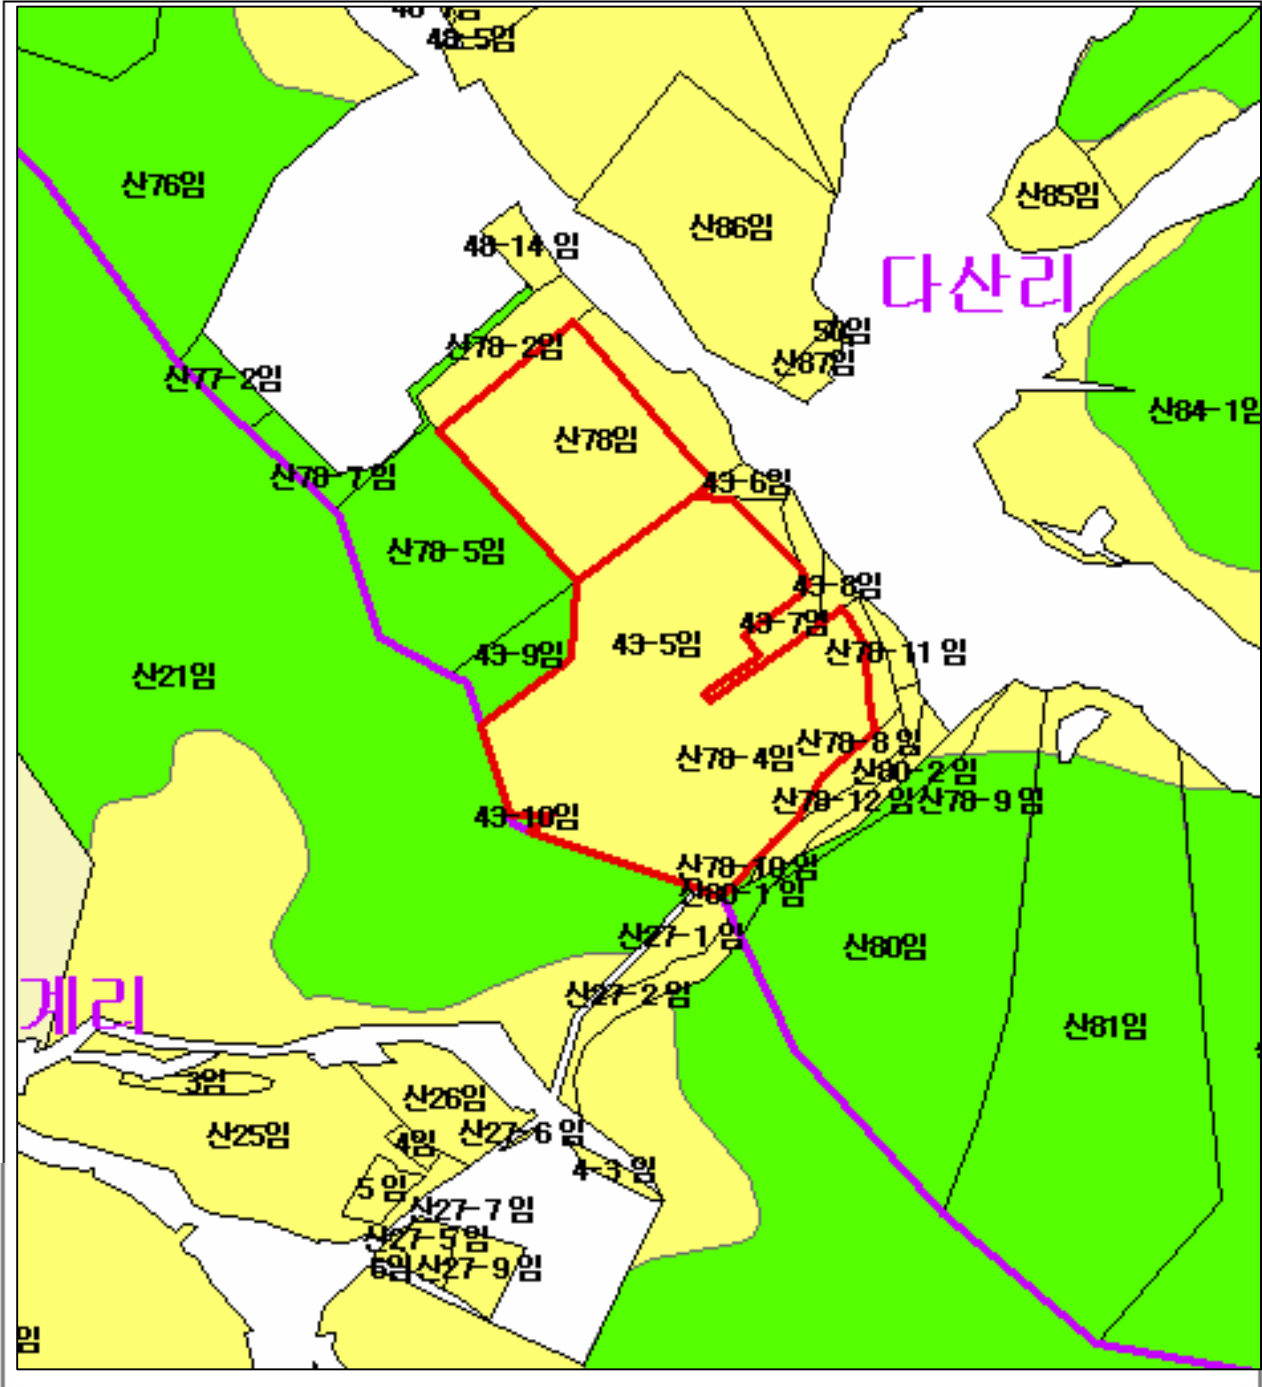 48-5임
산76임
산85임
산86임
48-14 임
다산리
50임
산78-2임
산87임
산77-2임
산84-1임
산78임
산78-7 임
43-6임
산78-5임
43-8임
43-7임
43-5임
43-9임
산78-11 임
산21임
산78-8 임
산78-4임
산80-2 임
산78-12 임
산78-9 임
43-10임
산78-10 임
산80-1 임
산27-1 임
산80임
산27-2 임
계리
산81임
3임
산26임
산25임
산27-6 임
4임
4-3 임
5 임
산27-7 임
산27-5 임
6임
산27-9 임
임